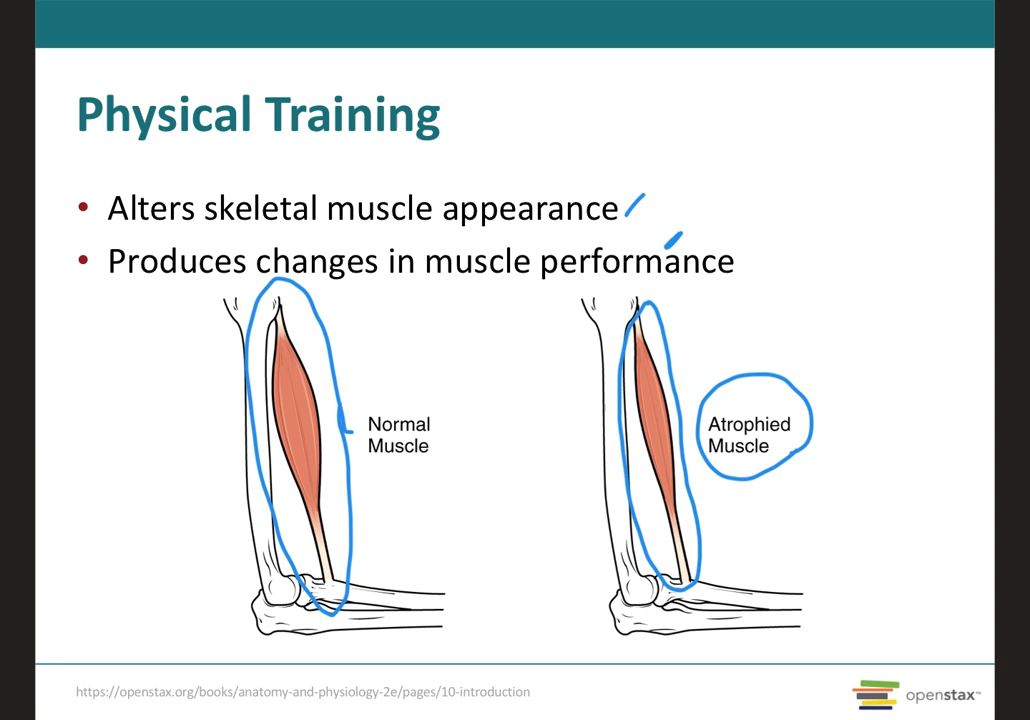 Physical Training
• Alters skeletal muscle appearance
• Produces changes in muscle performance
Normal
Muscle
Atrophied
Muscle
https://openstax.org/books/anatomy-and-physiology-2e/pages/10-introduction
openstax™